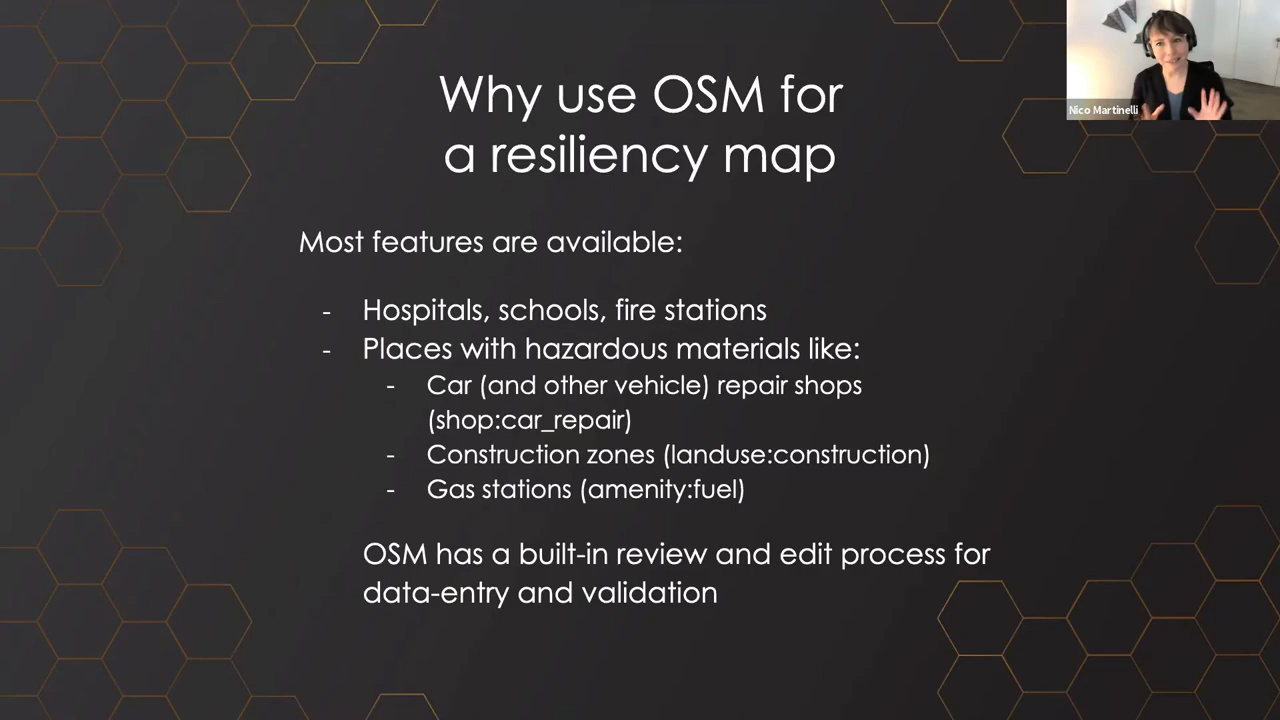 Why use OSM for
a resiliency map
Nico Martinelli
Most features are available:
- Hospitals, schools, fire stations
- Places with hazardous materials like:
- Car (and other vehicle) repair shops
(shop:car_repair)
- Construction zones (landuse:construction)
- Gas stations (amenity:fuel)
OSM has a built-in review and edit process for
data-entry and validation